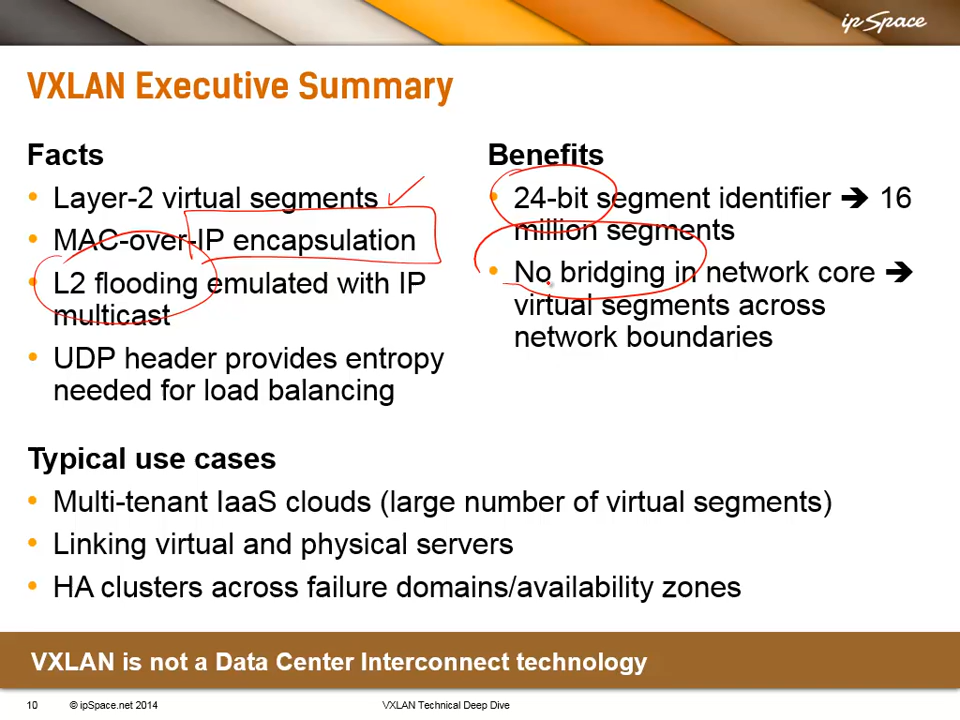 ipSpace
VXLAN Executive Summary
Facts
• Layer-2 virtual segments
• MAC-over-IP encapsulation
• L2 flooding emulated with IP
multicast
• UDP header provides entropy
needed for load balancing
Benefits
• 24-bit segment identifier ➔ 16
million segments
• No bridging in network core ➔
virtual segments across
network boundaries
Typical use cases
• Multi-tenant IaaS clouds (large number of virtual segments)
• Linking virtual and physical servers
• HA clusters across failure domains/availability zones
VXLAN is not a Data Center Interconnect technology
10 © ipSpace.net 2014 VXLAN Technical Deep Dive